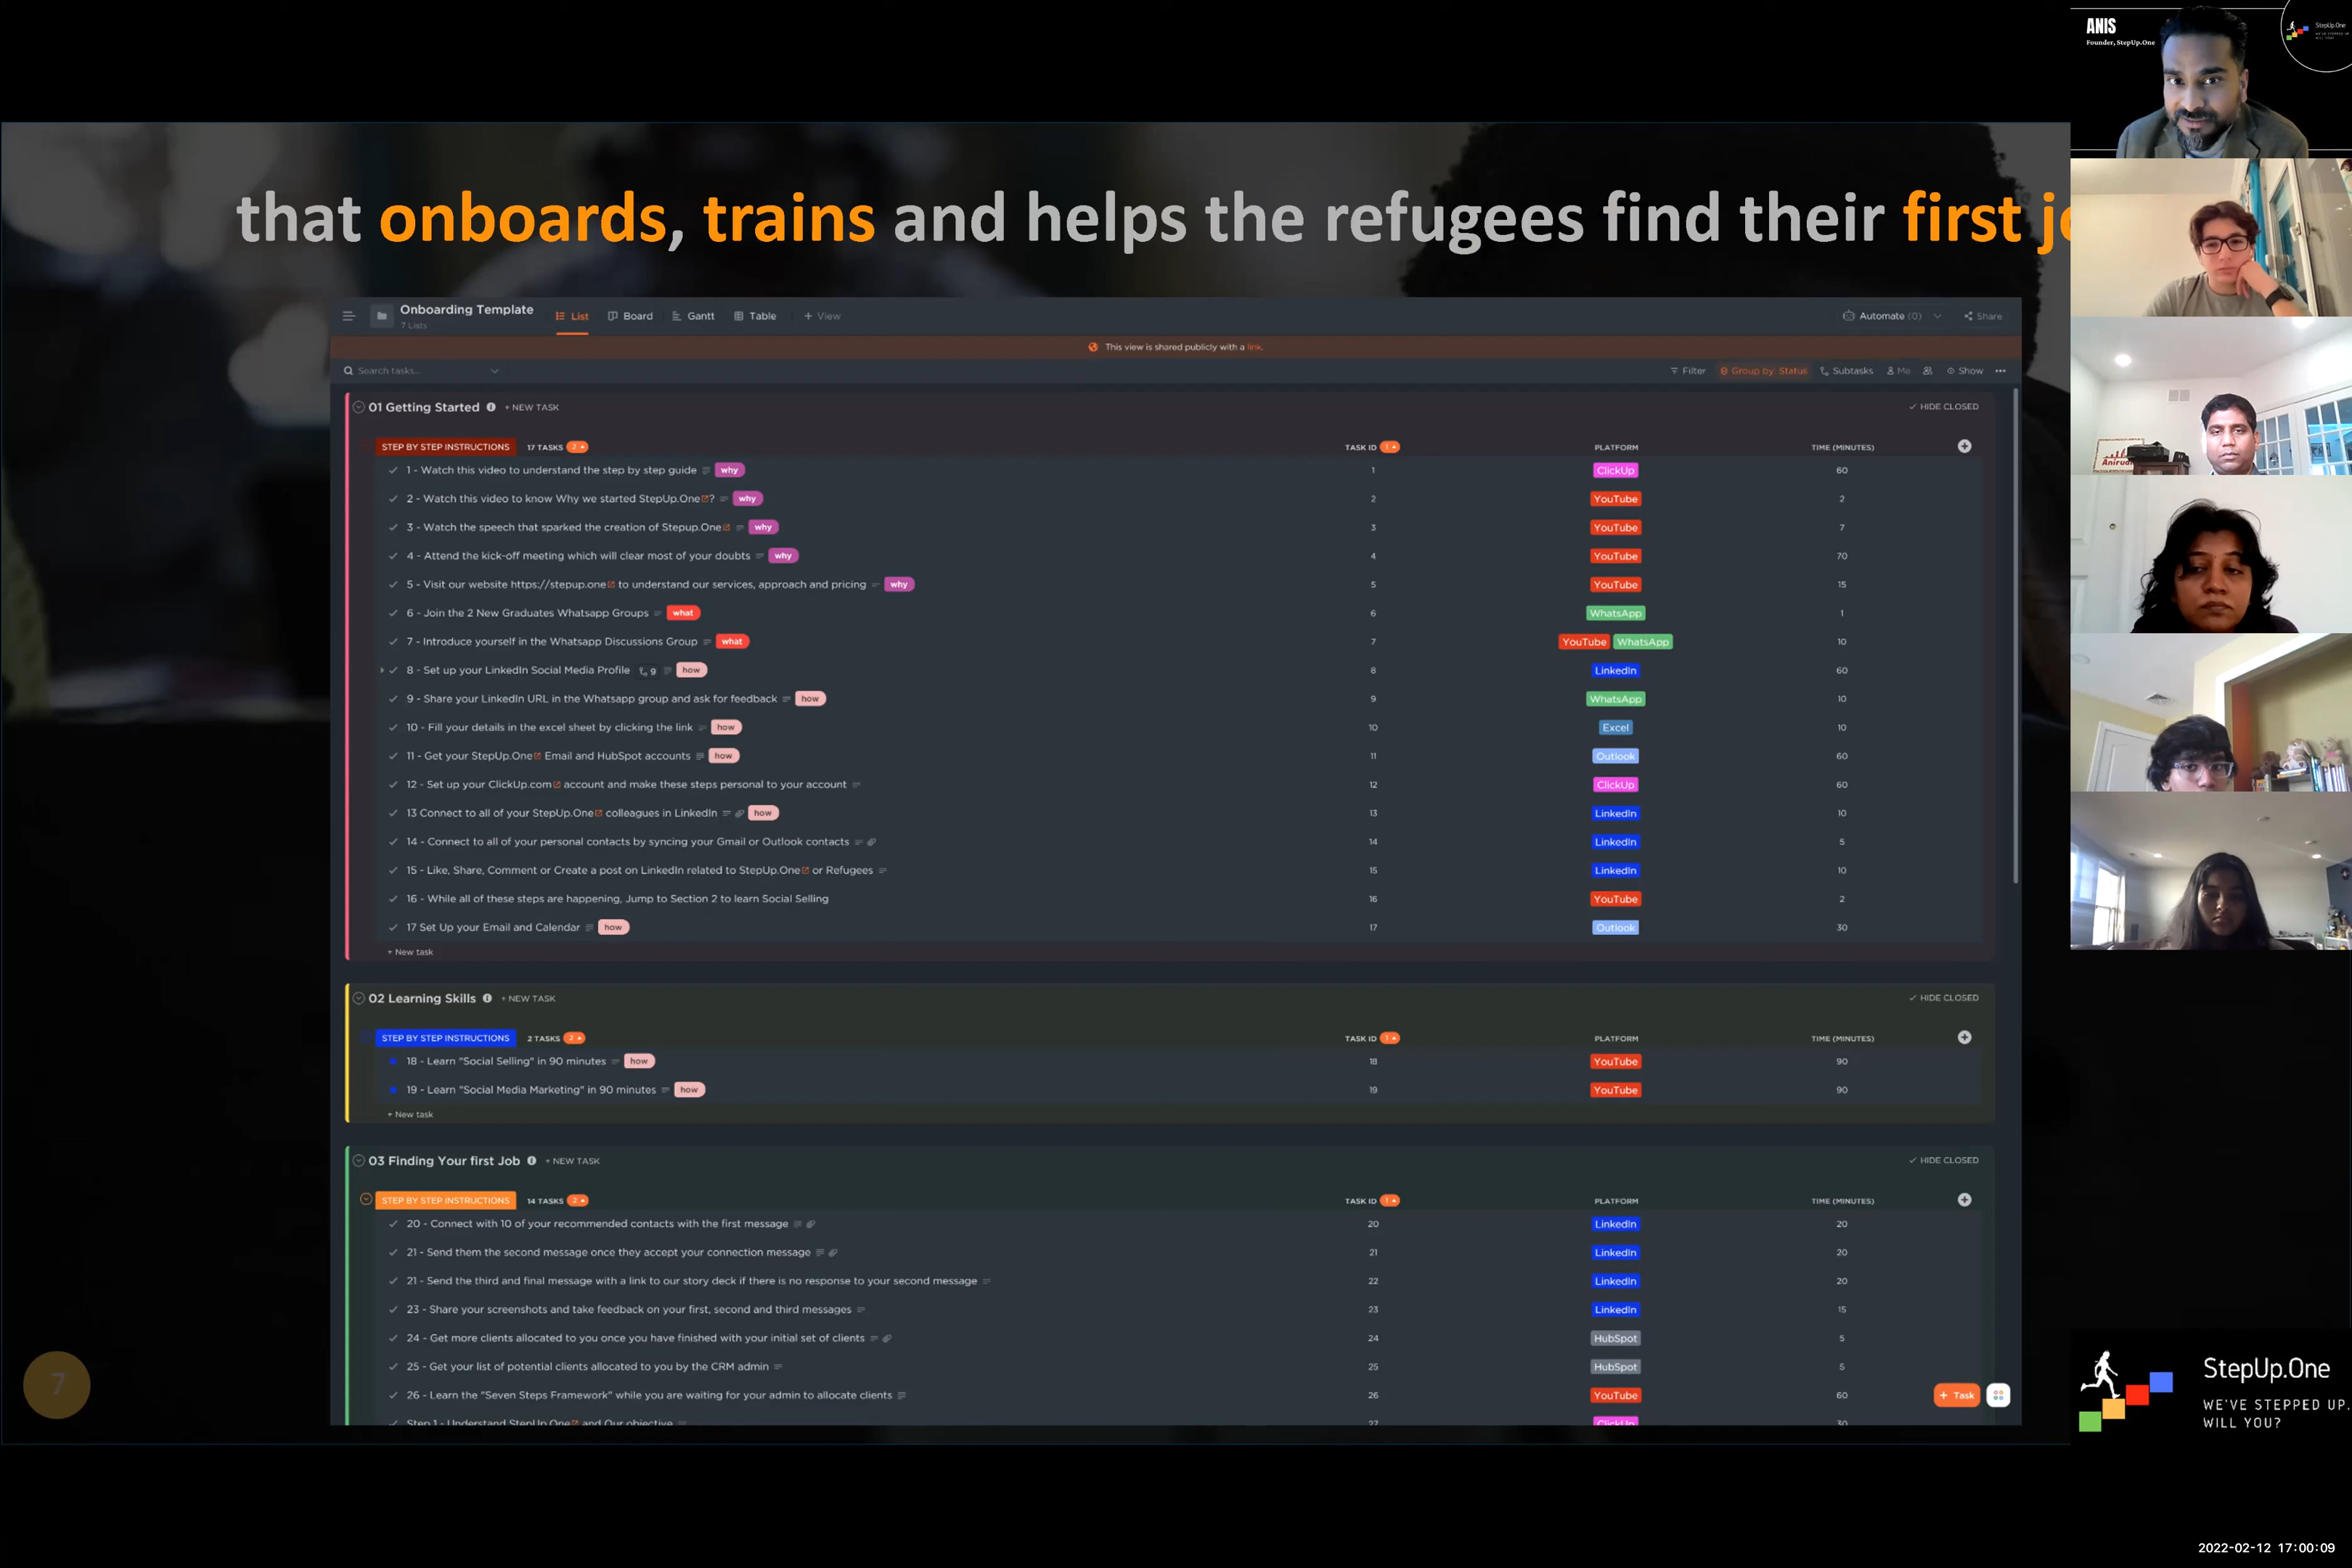 ANIS
Founder, StepUp.One
StepUp.One
that onboards, trains and helps the refugees find their first jo
Onboarding Template
7 Lists
List
Board
Gantt
Table
+ View
Automate (0)
Share
This view is shared publicly with a link.
Search tasks...
Filter
Group by: Status
Subtasks
Me
Show
01 Getting Started
+ NEW TASK
HIDE CLOSED
STEP BY STEP INSTRUCTIONS 17 TASKS 2 TASK ID 1 PLATFORM TIME (MINUTES)
1 - Watch this video to understand the step by step guide why 1 ClickUp 60
2 - Watch this video to know Why we started StepUp.One? why 2 YouTube 2
3 - Watch the speech that sparked the creation of Stepup.One why 3 YouTube 7
4 - Attend the kick-off meeting which will clear most of your doubts why 4 YouTube 70
5 - Visit our website https://stepup.one to understand our services, approach and pricing why 5 YouTube 15
6 - Join the 2 New Graduates Whatsapp Groups what 6 WhatsApp 1
7 - Introduce yourself in the Whatsapp Discussions Group what 7 YouTube WhatsApp 10
8 - Set up your LinkedIn Social Media Profile 9 how 8 LinkedIn 60
9 - Share your LinkedIn URL in the Whatsapp group and ask for feedback how 9 WhatsApp 10
10 - Fill your details in the excel sheet by clicking the link how 10 Excel 10
11 - Get your StepUp.One Email and HubSpot accounts how 11 Outlook 60
12 - Set up your ClickUp.com account and make these steps personal to your account 12 ClickUp 60
13 Connect to all of your StepUp.One colleagues in LinkedIn how 13 LinkedIn 10
14 - Connect to all of your personal contacts by syncing your Gmail or Outlook contacts 14 LinkedIn 5
15 - Like, Share, Comment or Create a post on LinkedIn related to StepUp.One or Refugees 15 LinkedIn 10
16 - While all of these steps are happening, Jump to Section 2 to learn Social Selling 16 YouTube 2
17 Set Up your Email and Calendar how 17 Outlook 30
+ New task
02 Learning Skills
+ NEW TASK
HIDE CLOSED
STEP BY STEP INSTRUCTIONS 2 TASKS 2 TASK ID 1 PLATFORM TIME (MINUTES)
18 - Learn "Social Selling" in 90 minutes how 18 YouTube 90
19 - Learn "Social Media Marketing" in 90 minutes how 19 YouTube 90
+ New task
03 Finding Your first Job
+ NEW TASK
HIDE CLOSED
STEP BY STEP INSTRUCTIONS 14 TASKS 2 TASK ID 1 PLATFORM TIME (MINUTES)
20 - Connect with 10 of your recommended contacts with the first message 20 LinkedIn 20
21 - Send them the second message once they accept your connection message 21 LinkedIn 20
21 - Send the third and final message with a link to our story deck if there is no response to your second message 22 LinkedIn 20
23 - Share your screenshots and take feedback on your first, second and third messages 23 LinkedIn 15
24 - Get more clients allocated to you once you have finished with your initial set of clients 24 HubSpot 5
25 - Get your list of potential clients allocated to you by the CRM admin 25 HubSpot 5
26 - Learn the "Seven Steps Framework" while you are waiting for your admin to allocate clients 26 YouTube 60
Step 1 - Understand StepUp.One and Our objective 27 ClickUp 30
+ Task
7
StepUp.One
WE'VE STEPPED UP.
WILL YOU?
2022-02-12 17:00:09